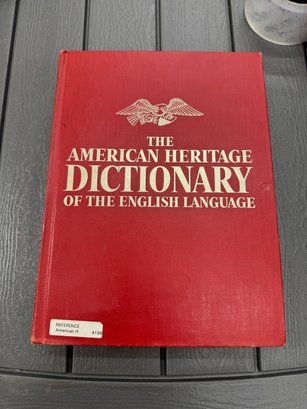 THE
AMERICAN HERITAGE
DICTIONARY
OF THE ENGLISH LANGUAGE
REFERENCE
American H